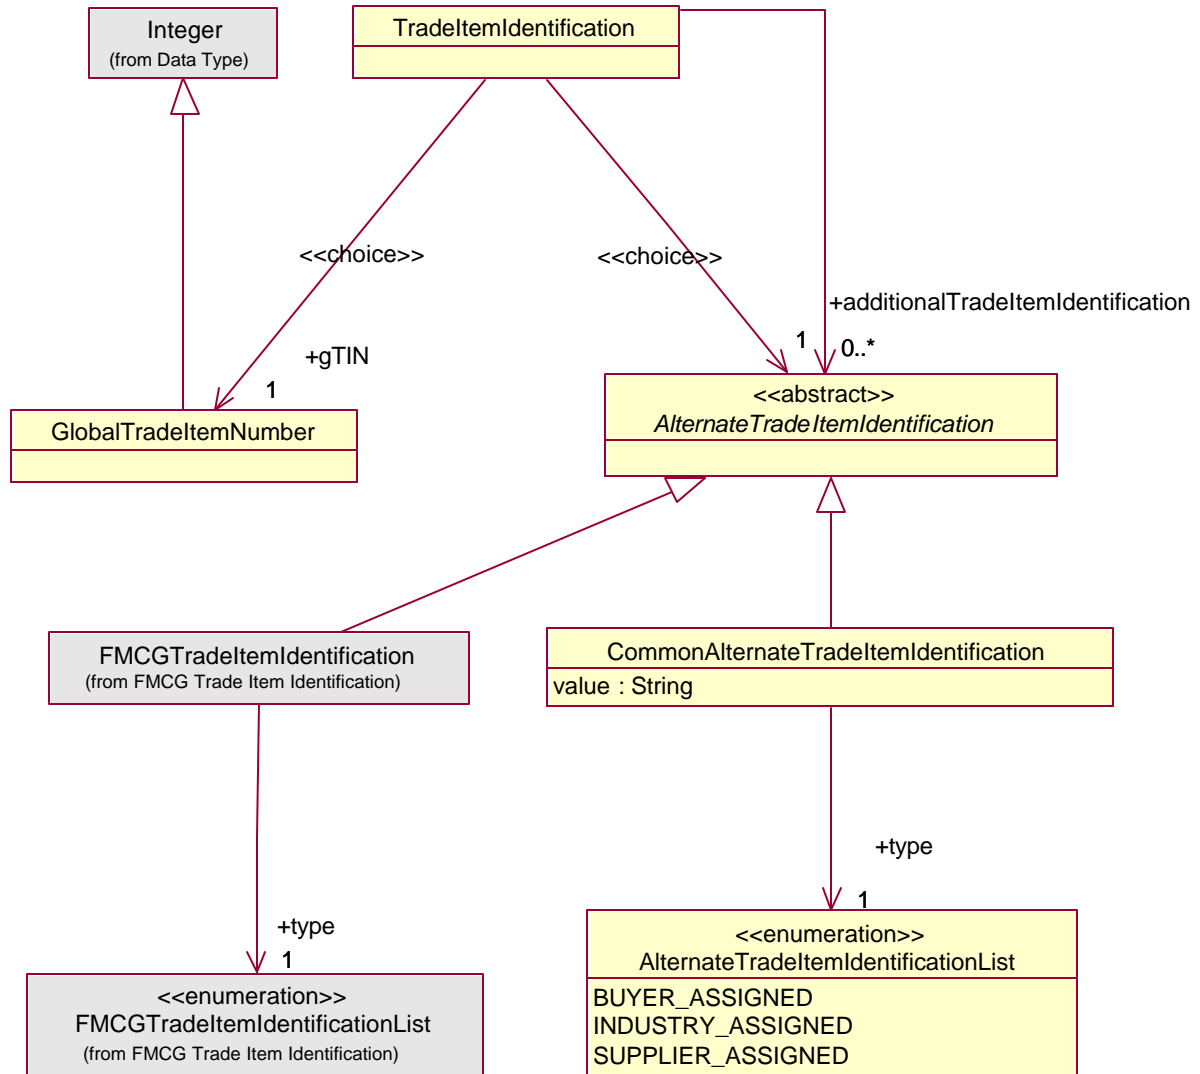 Integer
(from Data Type)
TradeItemIdentification
<<choice>>
<<choice>>
+additionalTradeItemIdentification
1
0..*
+gTIN
1
<<abstract>>
AlternateTradeItemIdentification
GlobalTradeItemNumber
FMCGTradeItemIdentification
(from FMCG Trade Item Identification)
CommonAlternateTradeItemIdentification
value : String
+type
1
+type
1
<<enumeration>>
AlternateTradeItemIdentificationList
BUYER_ASSIGNED
INDUSTRY_ASSIGNED
SUPPLIER_ASSIGNED
<<enumeration>>
FMCGTradeItemIdentificationList
(from FMCG Trade Item Identification)